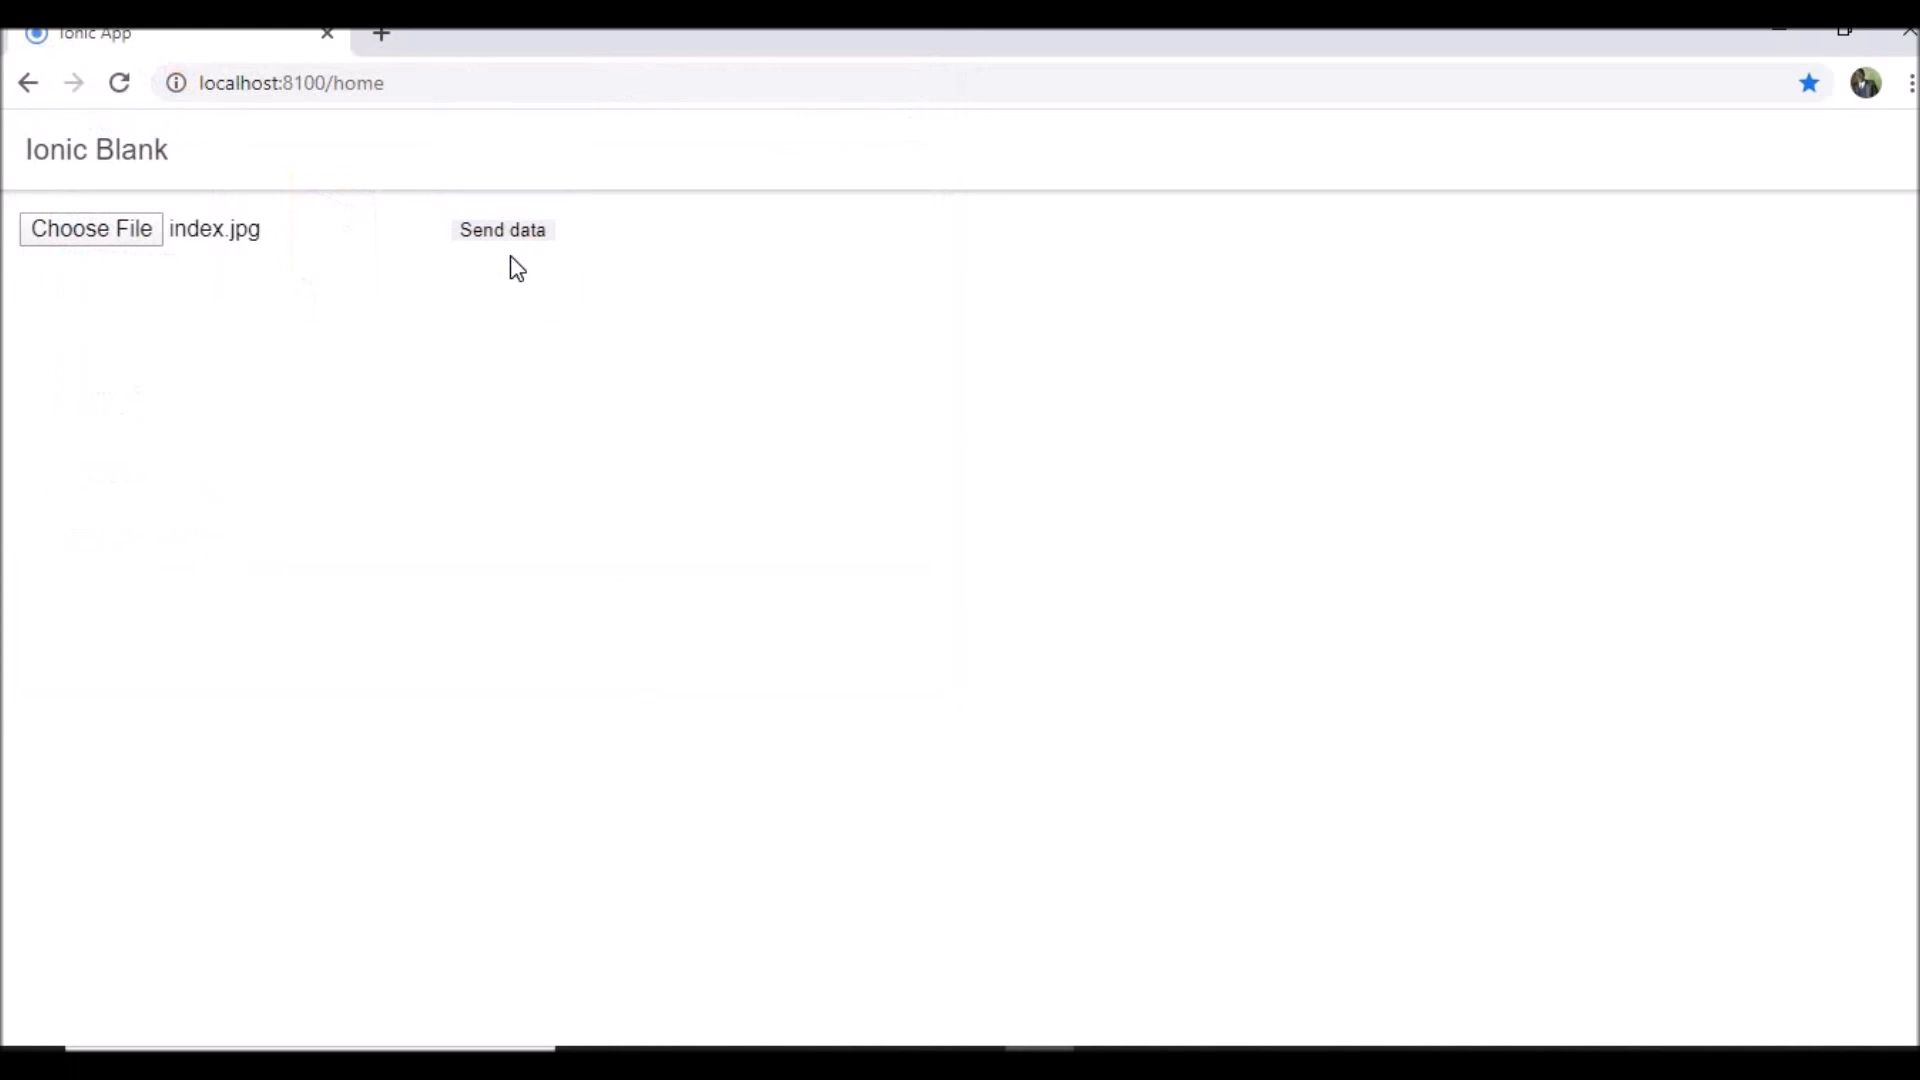 Ionic App
localhost:8100/home
Ionic Blank
Choose File index.jpg Send data